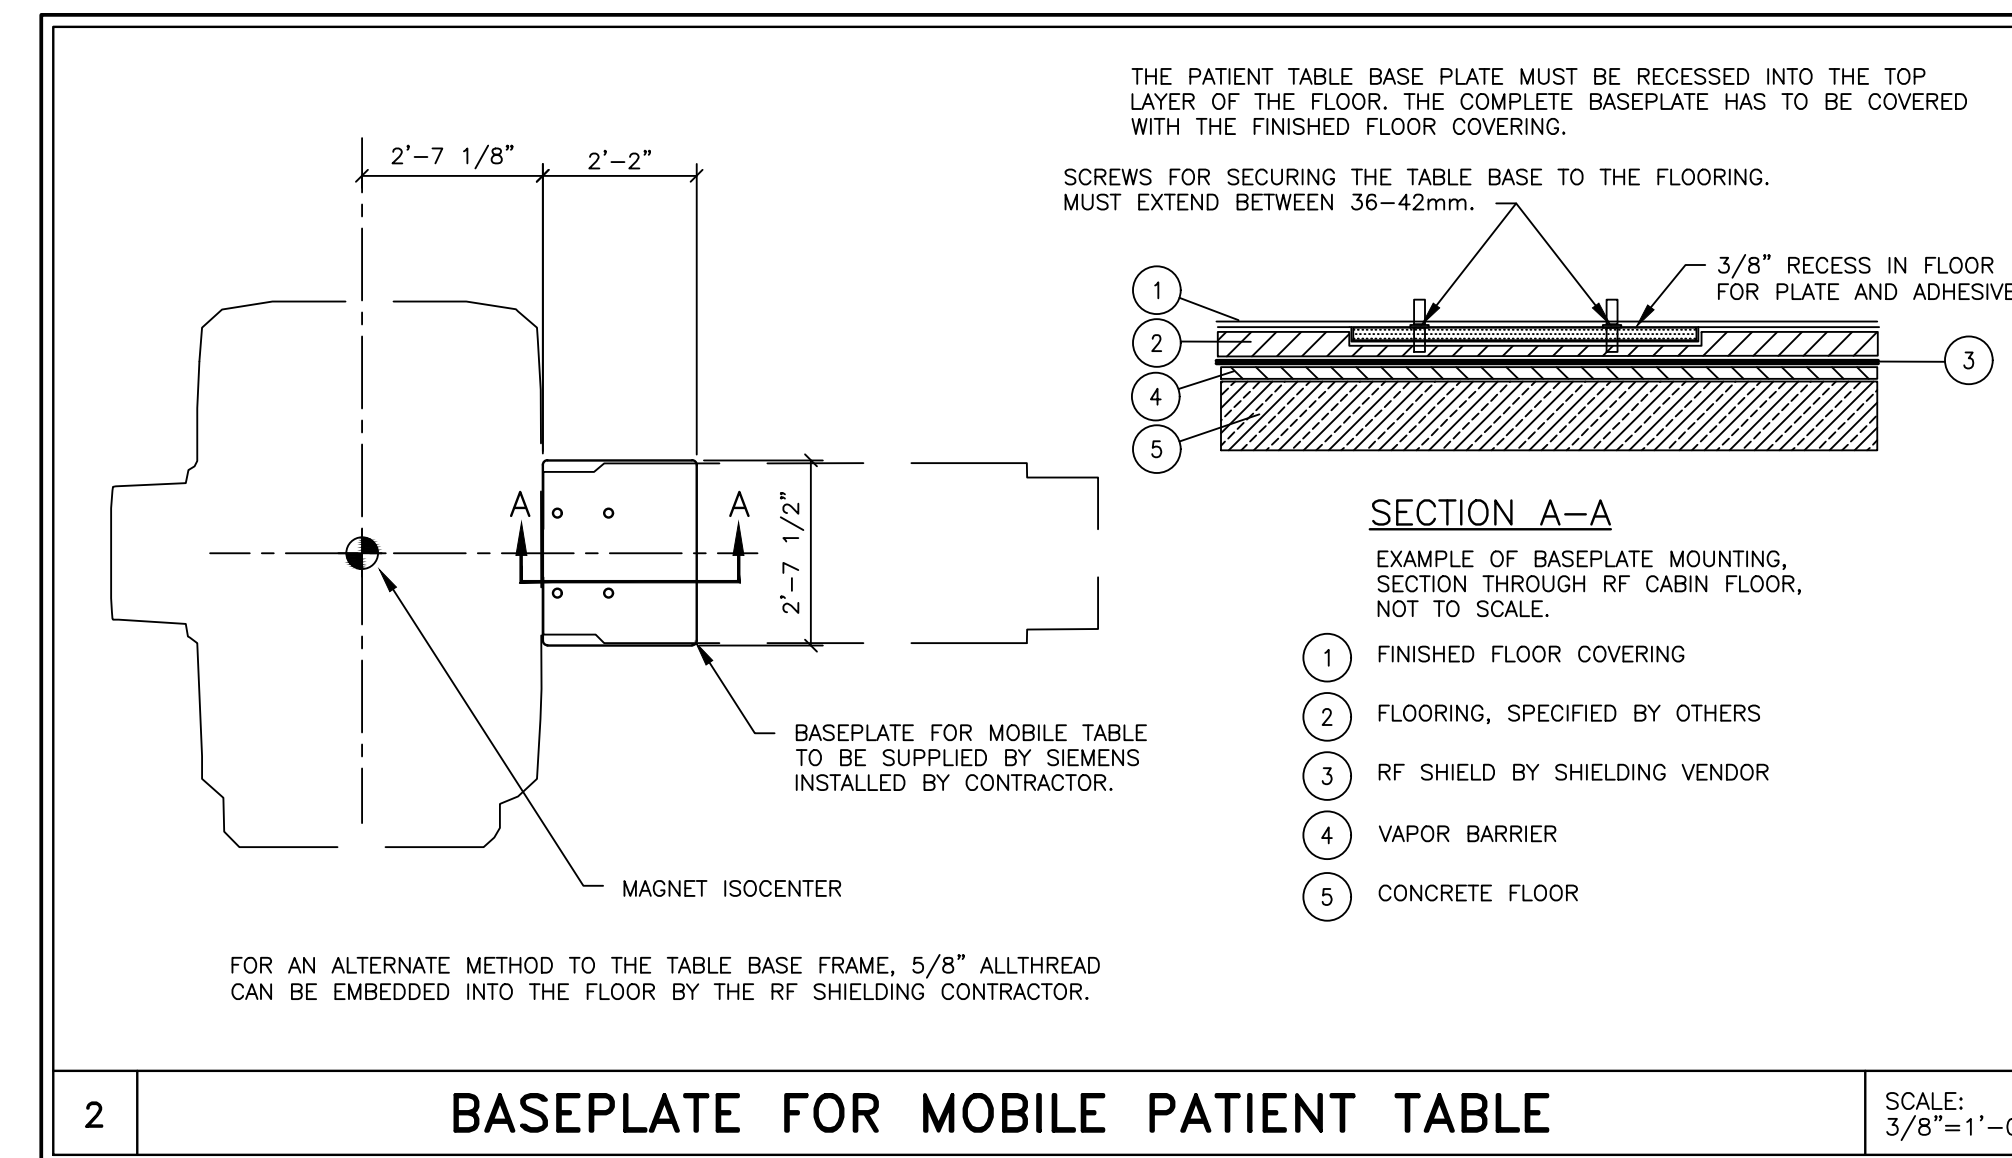 THE PATIENT TABLE BASE PLATE MUST BE RECESSED INTO THE TOP
LAYER OF THE FLOOR. THE COMPLETE BASEPLATE HAS TO BE COVERED
WITH THE FINISHED FLOOR COVERING.
2'-7 1/8"
2'-2"
SCREWS FOR SECURING THE TABLE BASE TO THE FLOORING.
MUST EXTEND BETWEEN 36-42mm.
3/8" RECESS IN FLOOR
FOR PLATE AND ADHESIVE
1
2
3
4
5
A
A
2'-7 1/2"
SECTION A-A
EXAMPLE OF BASEPLATE MOUNTING,
SECTION THROUGH RF CABIN FLOOR,
NOT TO SCALE.
1 FINISHED FLOOR COVERING
2 FLOORING, SPECIFIED BY OTHERS
3 RF SHIELD BY SHIELDING VENDOR
4 VAPOR BARRIER
5 CONCRETE FLOOR
BASEPLATE FOR MOBILE TABLE
TO BE SUPPLIED BY SIEMENS
INSTALLED BY CONTRACTOR.
MAGNET ISOCENTER
FOR AN ALTERNATE METHOD TO THE TABLE BASE FRAME, 5/8" ALLTHREAD
CAN BE EMBEDDED INTO THE FLOOR BY THE RF SHIELDING CONTRACTOR.
2
BASEPLATE FOR MOBILE PATIENT TABLE
SCALE:
3/8"=1'-0